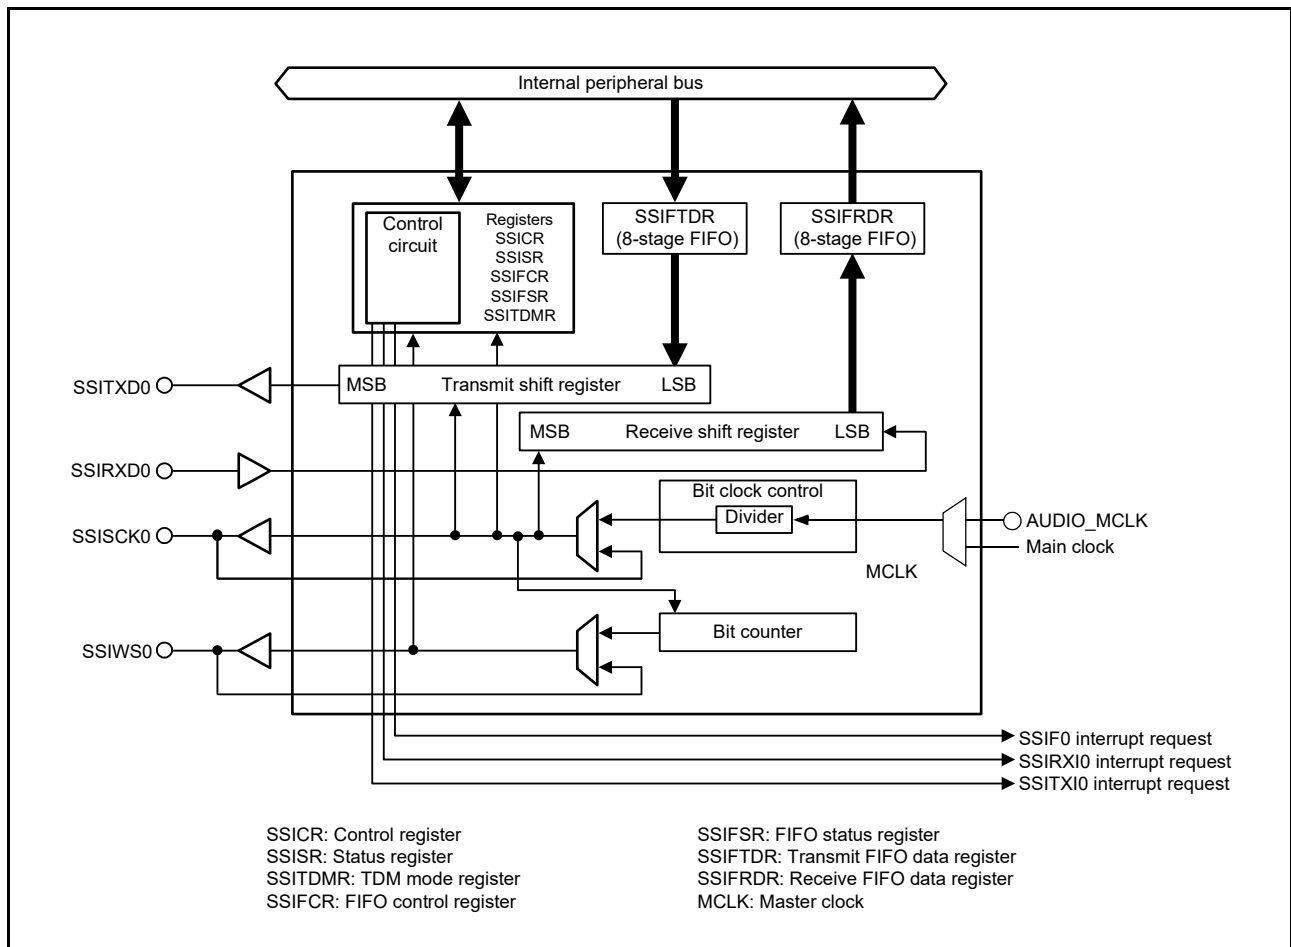 Internal peripheral bus
Control
circuit
Registers
SSICR
SSISR
SSIFCR
SSIFSR
SSITDMR
SSIFTDR
(8-stage FIFO)
SSIFRDR
(8-stage FIFO)
SSITXD0
MSB Transmit shift register LSB
MSB Receive shift register LSB
SSIRXD0
Bit clock control
Divider
SSISCK0
AUDIO_MCLK
Main clock
MCLK
Bit counter
SSIWS0
SSIF0 interrupt request
SSIRXI0 interrupt request
SSITXI0 interrupt request
SSICR: Control register
SSISR: Status register
SSITDMR: TDM mode register
SSIFCR: FIFO control register
SSIFSR: FIFO status register
SSIFTDR: Transmit FIFO data register
SSIFRDR: Receive FIFO data register
MCLK: Master clock